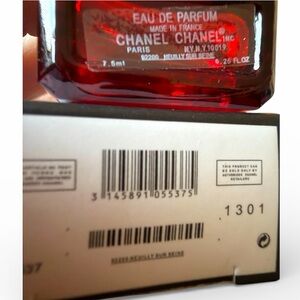 EAU DE PARFUM
MADE IN FRANCE
CHANEL CHANEL INC
PARIS N.Y.N.Y.10019
92200 NEUILLY SUR SEINE
7.5ml 0.25 FL.OZ
THIS PRODUCT CAN
BE SOLD ONLY BY
AUTHORIZED CHANEL
RETAILERS
3 145891 055375
1301
92200 NEUILLY SUR SEINE
37